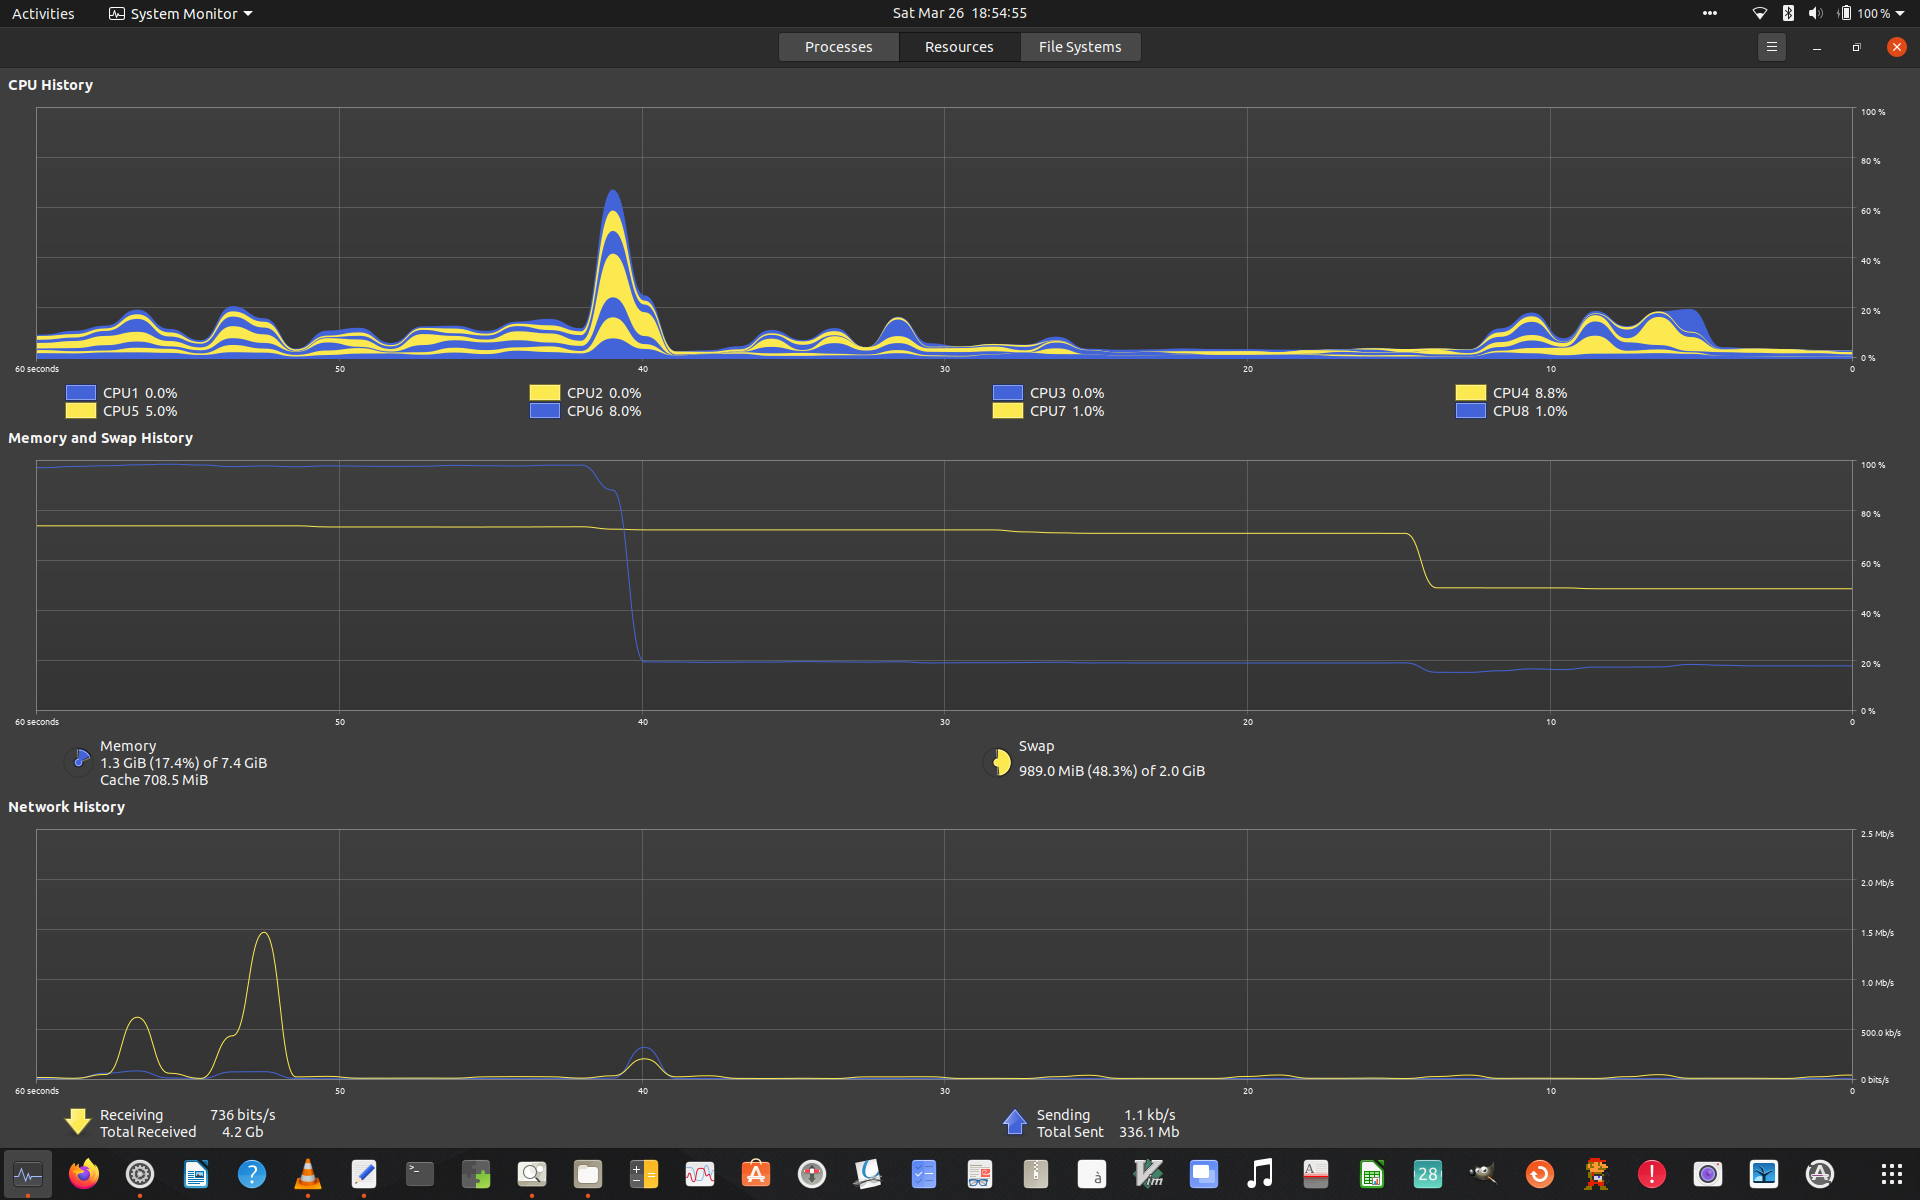 Activities System Monitor Sat Mar 26 18:54:55 100 %
Processes Resources File Systems
CPU History
100 %
80 %
60 %
40 %
20 %
0 %
60 seconds 50 40 30 20 10 0
CPU1 0.0% CPU2 0.0% CPU3 0.0% CPU4 8.8%
CPU5 5.0% CPU6 8.0% CPU7 1.0% CPU8 1.0%
Memory and Swap History
100 %
80 %
60 %
40 %
20 %
0 %
60 seconds 50 40 30 20 10 0
Memory
1.3 GiB (17.4%) of 7.4 GiB
Cache 708.5 MiB
Swap
989.0 MiB (48.3%) of 2.0 GiB
Network History
2.5 Mb/s
2.0 Mb/s
1.5 Mb/s
1.0 Mb/s
500.0 kb/s
0 bits/s
60 seconds 50 40 30 20 10 0
Receiving 736 bits/s
Total Received 4.2 Gb
Sending 1.1 kb/s
Total Sent 336.1 Mb
? >_ A à Vim A 28 !